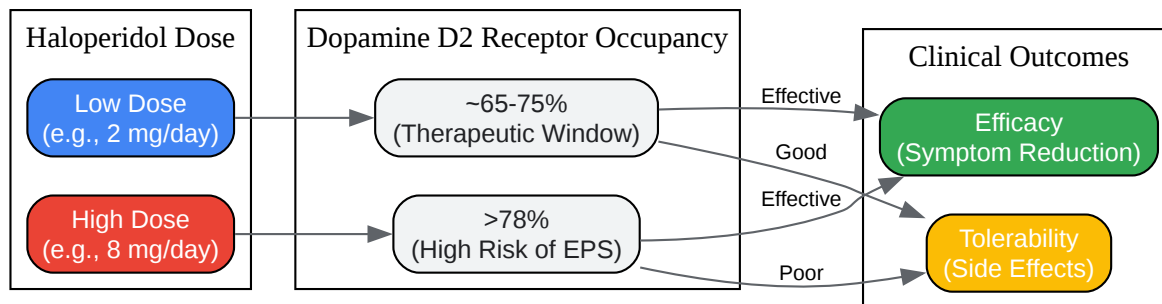 Haloperidol Dose
Low Dose
(e.g., 2 mg/day)
High Dose
(e.g., 8 mg/day)
Dopamine D2 Receptor Occupancy
~65-75%
(Therapeutic Window)
>78%
(High Risk of EPS)
Effective
Good
Effective
Poor
Clinical Outcomes
Efficacy
(Symptom Reduction)
Tolerability
(Side Effects)